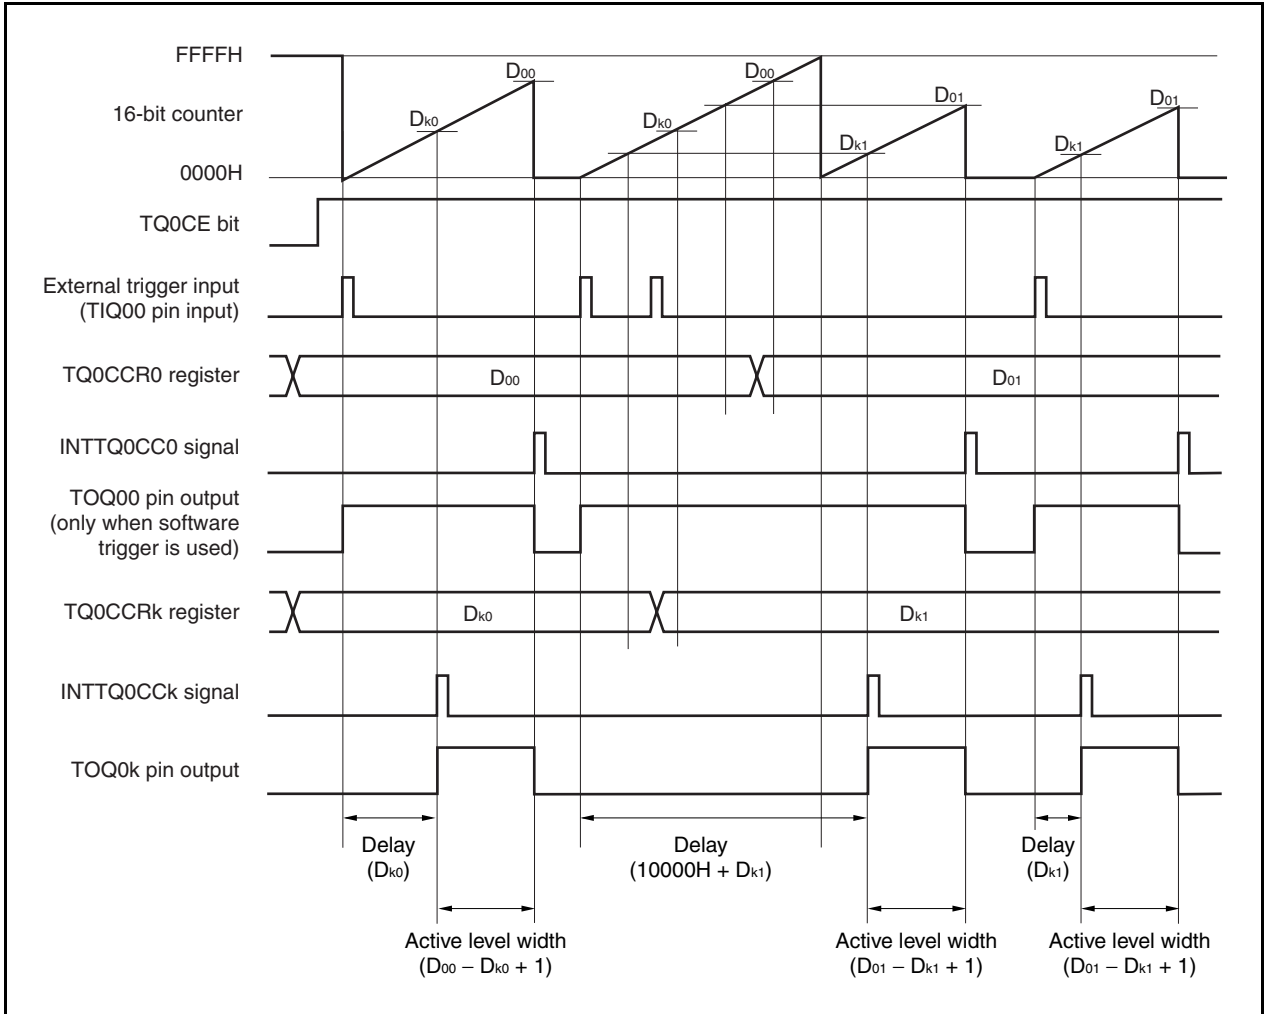 FFFFH
D00
D00
16-bit counter
Dk0
Dk0
D01
D01
Dk1
Dk1
0000H
TQ0CE bit
External trigger input
(TIQ00 pin input)
TQ0CCR0 register
D00
D01
INTTQ0CC0 signal
TOQ00 pin output
(only when software
trigger is used)
TQ0CCRk register
Dk0
Dk1
INTTQ0CCk signal
TOQ0k pin output
Delay
(Dk0)
Delay
(10000H + Dk1)
Delay
(Dk1)
Active level width
(D00 − Dk0 + 1)
Active level width
(D01 − Dk1 + 1)
Active level width
(D01 − Dk1 + 1)